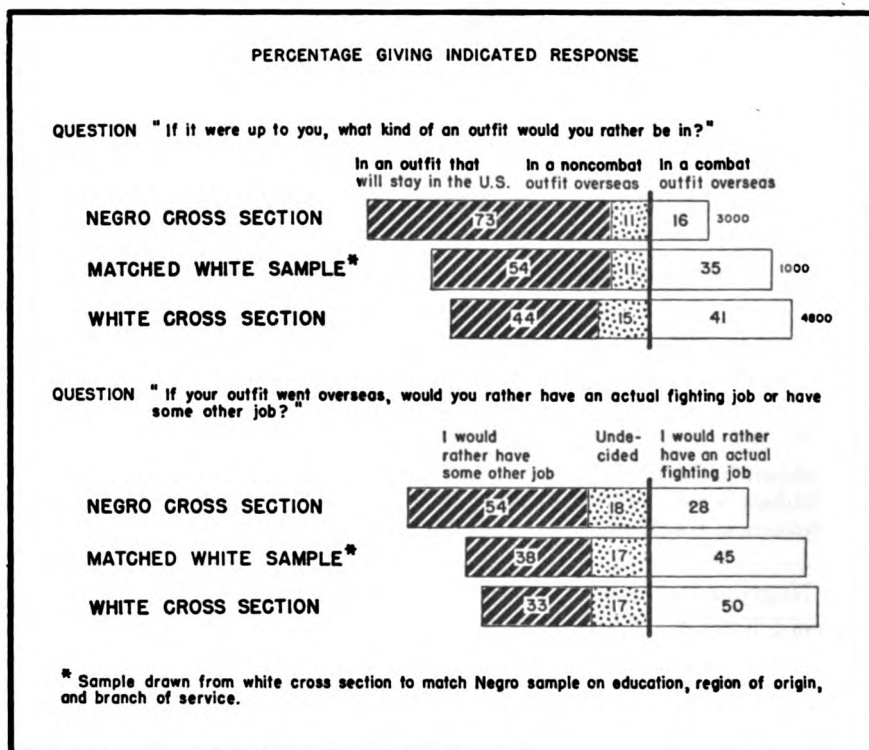 PERCENTAGE GIVING INDICATED RESPONSE
QUESTION "If it were up to you, what kind of an outfit would you rather be in?"
In an outfit that will stay in the U.S.
In a noncombat outfit overseas
In a combat outfit overseas
NEGRO CROSS SECTION 73 11 16 3000
MATCHED WHITE SAMPLE* 54 11 35 1000
WHITE CROSS SECTION 44 15 41 4800
QUESTION "If your outfit went overseas, would you rather have an actual fighting job or have
some other job?"
I would rather have some other job
Unde-cided
I would rather have an actual fighting job
NEGRO CROSS SECTION 54 18 28
MATCHED WHITE SAMPLE* 38 17 45
WHITE CROSS SECTION 33 17 50
* Sample drawn from white cross section to match Negro sample on education, region of origin,
and branch of service.